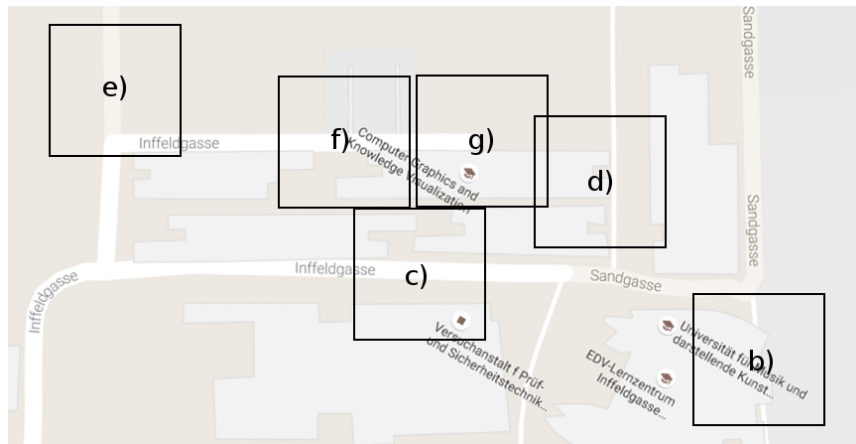 Sandgasse
e)
Inffeldgasse
f)
Computer Graphics and
Knowledge Visualization
g)
d)
Sandgasse
Inffeldgasse
c)
Inffeldgasse
Sandgasse
Versuchanstalt f Prüf-
und Sicherheitstechnik...
Universität für Musik und
darstellende Kunst...
b)
EDV-Lernzentrum
Inffeldgasse...